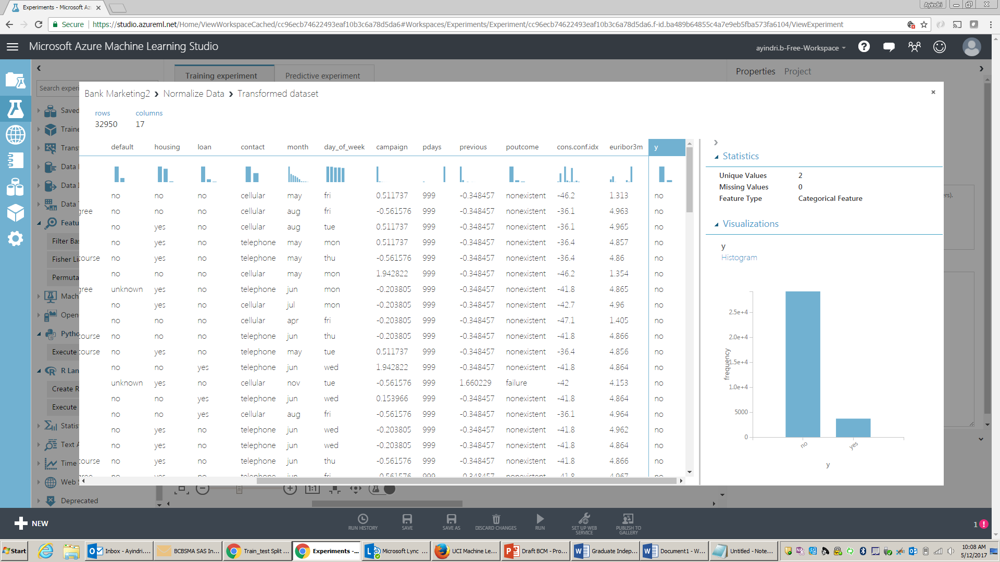 Experiments - Microsoft Az
Ayindri
Secure
https://studio.azureml.net/Home/ViewWorkspaceCached/cc96ecb74622493eaf10b3c6a78d5da6#Workspaces/Experiments/Experiment/cc96ecb74622493eaf10b3c6a78d5da6.f-id.ba489b64855c4a7e9eb5fba573fa6104/ViewExperiment
Microsoft Azure Machine Learning Studio
ayindri.b-Free-Workspace
Training experiment Predictive experiment
Properties Project
Search experi
Bank Marketing2 > Normalize Data > Transformed dataset
rows columns
32950 17
Saved
Traine
Transf
Data I
Data I
Data T
Featu
Filter Bas
Fisher Li
Permuta
Mach
Open
Pytho
Execute
R Lan
Create R
Execute
Statis
Text A
Time
Web S
Deprecated
default housing loan contact month day_of_week campaign pdays previous poutcome cons.conf.idx euribor3m y
no no no cellular may fri 0.511737 999 -0.348457 nonexistent -46.2 1.313 no
gree no no no cellular aug fri -0.561576 999 -0.348457 nonexistent -36.1 4.963 no
no yes no cellular aug tue 0.511737 999 -0.348457 nonexistent -36.1 4.965 no
no yes no telephone may mon 0.511737 999 -0.348457 nonexistent -36.4 4.857 no
course no yes no telephone may thu -0.561576 999 -0.348457 nonexistent -36.4 4.86 no
no no no cellular may mon 1.942822 999 -0.348457 nonexistent -46.2 1.354 no
gree unknown yes no telephone jun mon -0.203805 999 -0.348457 nonexistent -41.8 4.865 no
no yes no cellular jul mon -0.203805 999 -0.348457 nonexistent -42.7 4.96 no
no no no cellular apr fri -0.203805 999 -0.348457 nonexistent -47.1 1.405 no
course no no no telephone jun thu -0.203805 999 -0.348457 nonexistent -41.8 4.866 no
course no yes no telephone may tue 0.511737 999 -0.348457 nonexistent -36.4 4.856 no
no no yes telephone jun wed 1.942822 999 -0.348457 nonexistent -41.8 4.864 no
unknown yes no cellular nov tue -0.561576 999 1.660229 failure -42 4.153 no
no no yes telephone jun wed 0.153966 999 -0.348457 nonexistent -41.8 4.864 no
no no yes cellular aug fri -0.561576 999 -0.348457 nonexistent -36.1 4.964 no
no yes no telephone jun wed -0.203805 999 -0.348457 nonexistent -41.8 4.962 no
no yes no telephone jun wed -0.203805 999 -0.348457 nonexistent -41.8 4.864 no
course no yes no telephone jun thu -0.561576 999 -0.348457 nonexistent -41.8 4.866 no
gree no yes no telephone jun fri -0.561576 999 -0.348457 nonexistent -41.8 4.967 no
Statistics
Unique Values 2
Missing Values 0
Feature Type Categorical Feature
Visualizations
y
Histogram
frequency
2.5e+4
2.0e+4
1.5e+4
1.0e+4
5000
0
no yes
y
rs).
1:1
NEW
RUN HISTORY
SAVE
SAVE AS
DISCARD CHANGES
RUN
SET UP WEB SERVICE
PUBLISH TO GALLERY
1
Start
Inbox - Ayindri....
BCBSMA SAS In...
Train_test Split ...
Experiments -...
Microsoft Lync ...
UCI Machine Le...
Draft BCM - Pro...
Graduate Indep...
Document1 - W...
Untitled - Note...
10:08 AM
5/12/2017